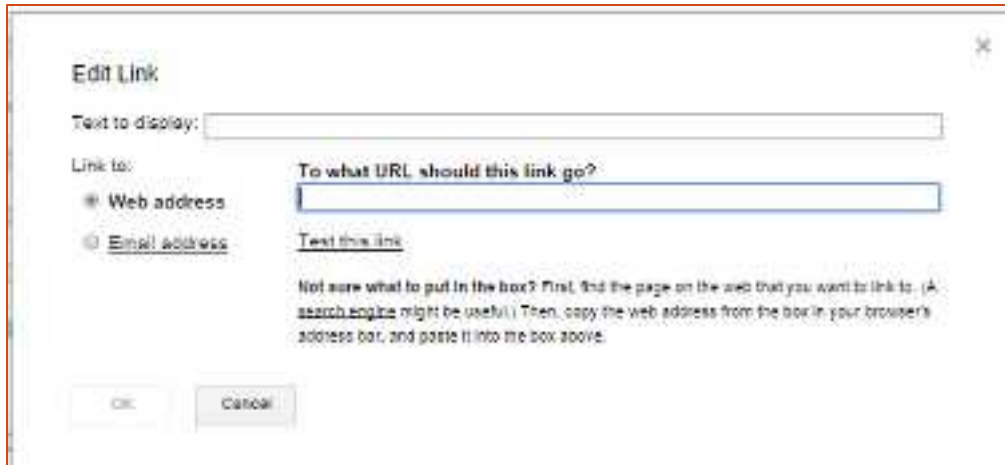 Edit Link
Text to display:
Link to:
To what URL should this link go?
Web address
Email address
Test this link
Not sure what to put in the box? First, find the page on the web that you want to link to. (A
search engine might be useful.) Then, copy the web address from the box in your browser's
address bar, and paste it into the box above.
OK
Cancel